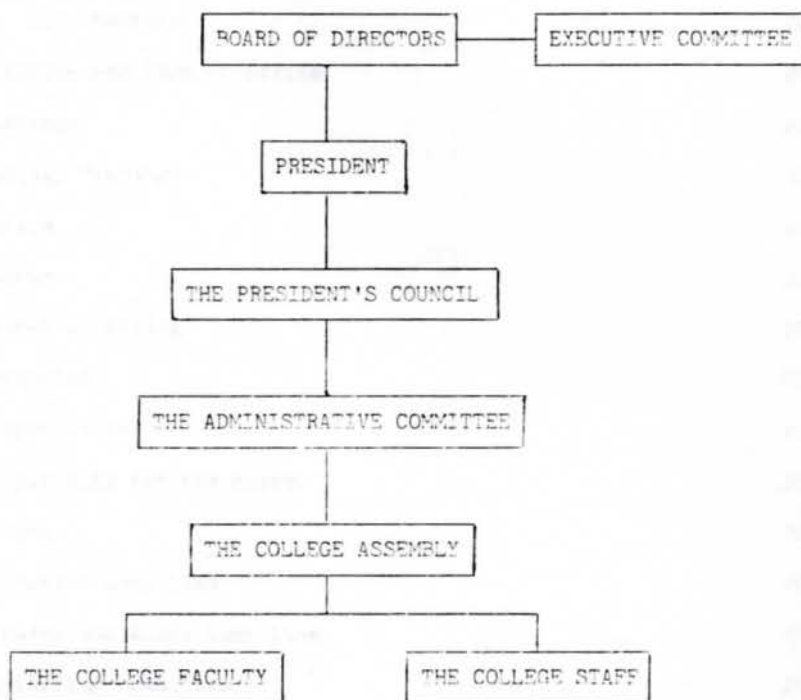 BOARD OF DIRECTORS EXECUTIVE COMMITTEE
PRESIDENT
THE PRESIDENT'S COUNCIL
THE ADMINISTRATIVE COMMITTEE
THE COLLEGE ASSEMBLY
THE COLLEGE FACULTY THE COLLEGE STAFF